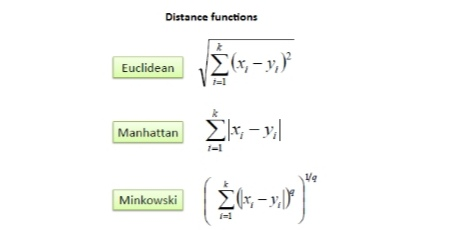 Distance functions
Euclidean √(∑_{i=1}^{k} (x_i − y_i)²)
Manhattan ∑_{i=1}^{k} |x_i − y_i|
Minkowski (∑_{i=1}^{k} (|x_i − y_i|)^q)^{1/q}